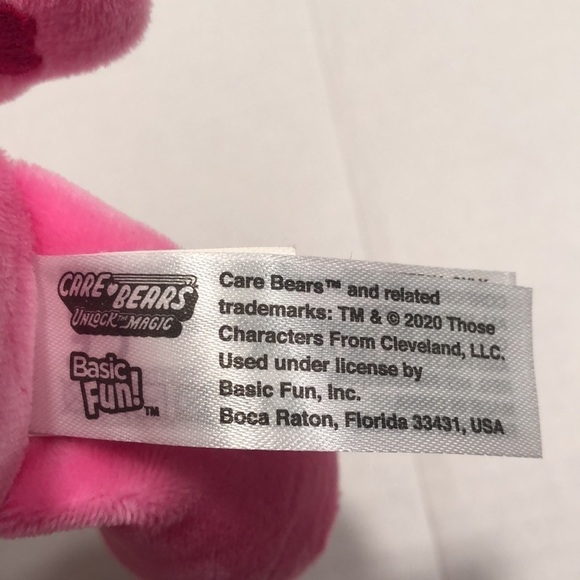 CARE BEARS
UNLOCK THE MAGIC
Basic
Fun!™
Care Bears™ and related
trademarks: TM & © 2020 Those
Characters From Cleveland, LLC.
Used under license by
Basic Fun, Inc.
Boca Raton, Florida 33431, USA